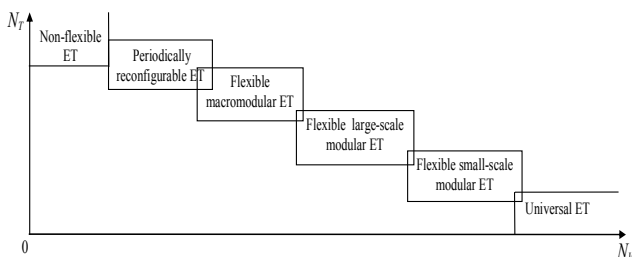 N_T
Non-flexible
ET
Periodically
reconfigurable ET
Flexible
macromodular ET
Flexible large-scale
modular ET
Flexible small-scale
modular ET
Universal ET
0